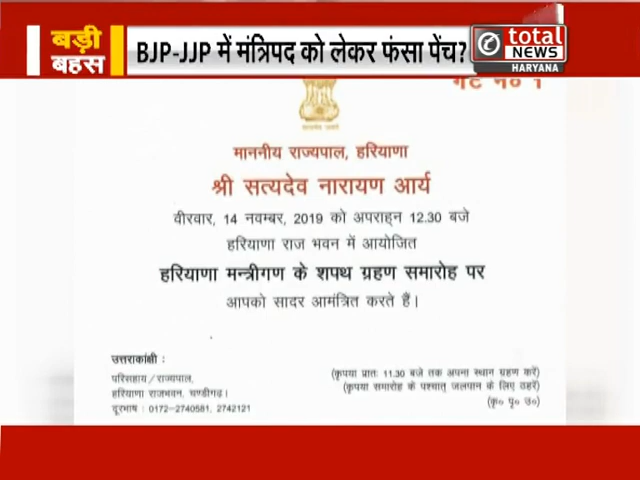 बड़ी
बहस
BJP-JJP में मंत्रिपद को लेकर फंसा पेंच?
total
NEWS
HARYANA
गेट नं० १
माननीय राज्यपाल, हरियाणा
श्री सत्यदेव नारायण आर्य
वीरवार, 14 नवम्बर, 2019 को अपराह्न 12.30 बजे
हरियाणा राज भवन में आयोजित
हरियाणा मन्त्रीगण के शपथ ग्रहण समारोह पर
आपको सादर आमंत्रित करते हैं।
उत्तराकांक्षी :
परिसहाय/राज्यपाल,
हरियाणा राजभवन, चण्डीगढ़।
दूरभाष : 0172-2740581, 2742121
(कृपया प्रातः 11.30 बजे तक अपना स्थान ग्रहण करें)
(कृपया समारोह के पश्चात् जलपान के लिए ठहरें)
(कृ० पृ० उ०)